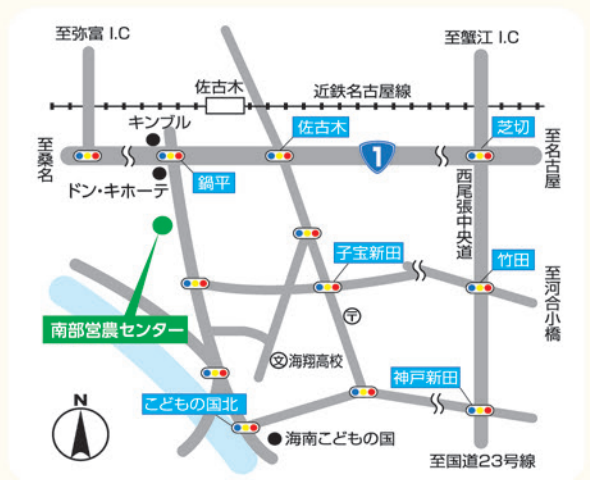 至弥富 I.C
至蟹江 I.C
佐古木
近鉄名古屋線
キンブル
佐古木
芝切
至桑名
1
至名古屋
ドン・キホーテ
鍋平
西尾張中央道
子宝新田
竹田
至河合小橋
〒
南部営農センター
文
海翔高校
神戸新田
こどもの国北
N
海南こどもの国
至国道23号線